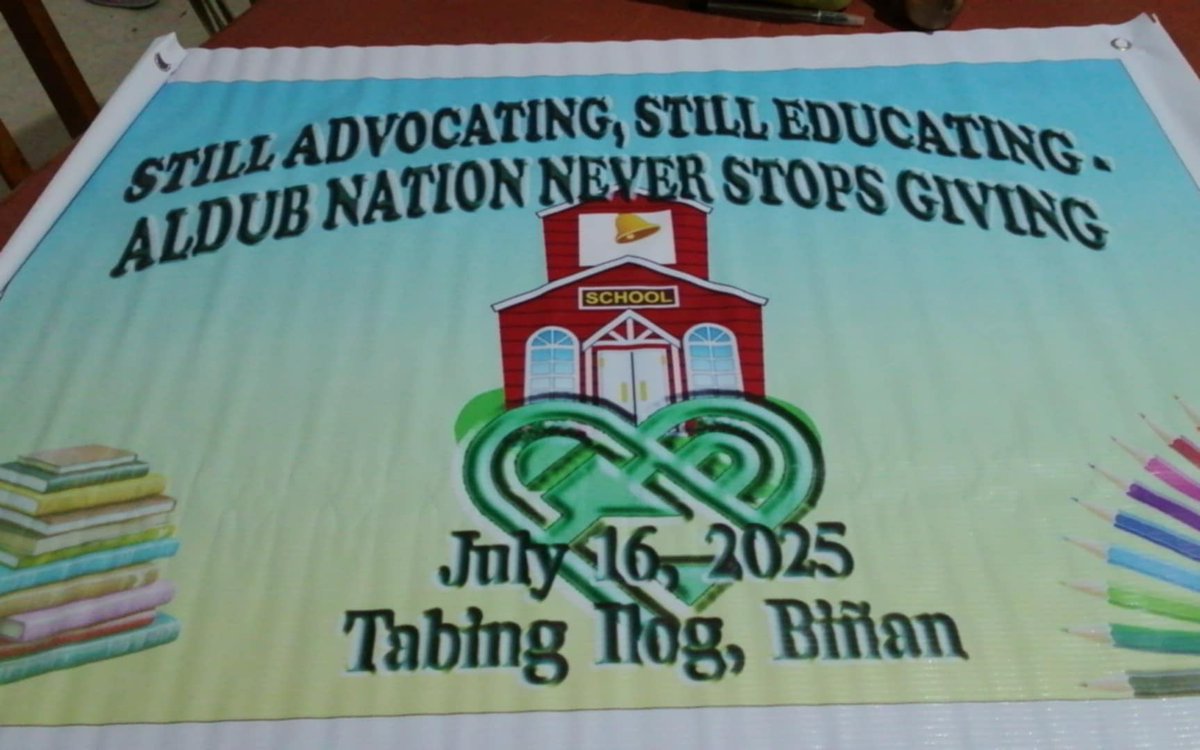 STILL ADVOCATING, STILL EDUCATING -
ALDUB NATION NEVER STOPS GIVING
SCHOOL
July 16, 2025
Tabing Ilog, Biñan